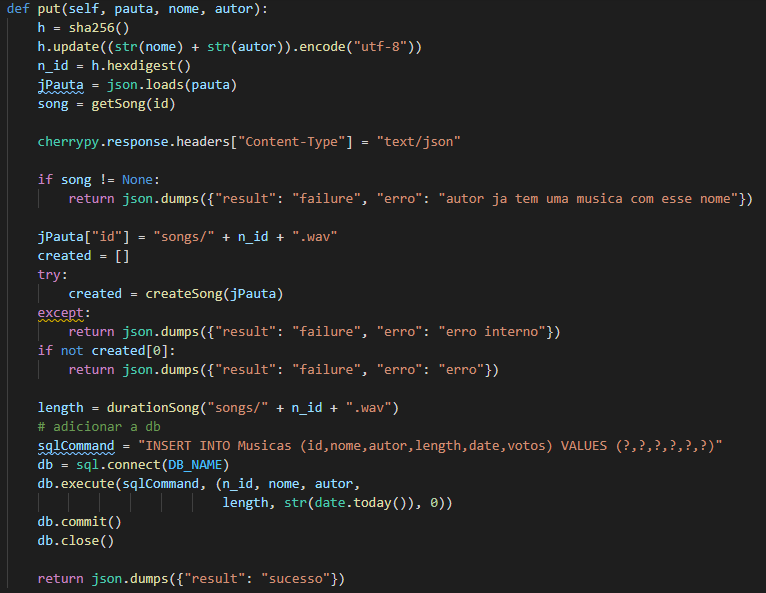 def put(self, pauta, nome, autor):
    h = sha256()
    h.update((str(nome) + str(autor)).encode("utf-8"))
    n_id = h.hexdigest()
    jPauta = json.loads(pauta)
    song = getSong(id)

    cherrypy.response.headers["Content-Type"] = "text/json"

    if song != None:
        return json.dumps({"result": "failure", "erro": "autor ja tem uma musica com esse nome"})

    jPauta["id"] = "songs/" + n_id + ".wav"
    created = []
    try:
        created = createSong(jPauta)
    except:
        return json.dumps({"result": "failure", "erro": "erro interno"})
    if not created[0]:
        return json.dumps({"result": "failure", "erro": "erro"})

    length = durationSong("songs/" + n_id + ".wav")
    # adicionar a db
    sqlCommand = "INSERT INTO Musicas (id,nome,autor,length,date,votos) VALUES (?,?,?,?,?,?)"
    db = sql.connect(DB_NAME)
    db.execute(sqlCommand, (n_id, nome, autor,
                            length, str(date.today()), 0))
    db.commit()
    db.close()

    return json.dumps({"result": "sucesso"})